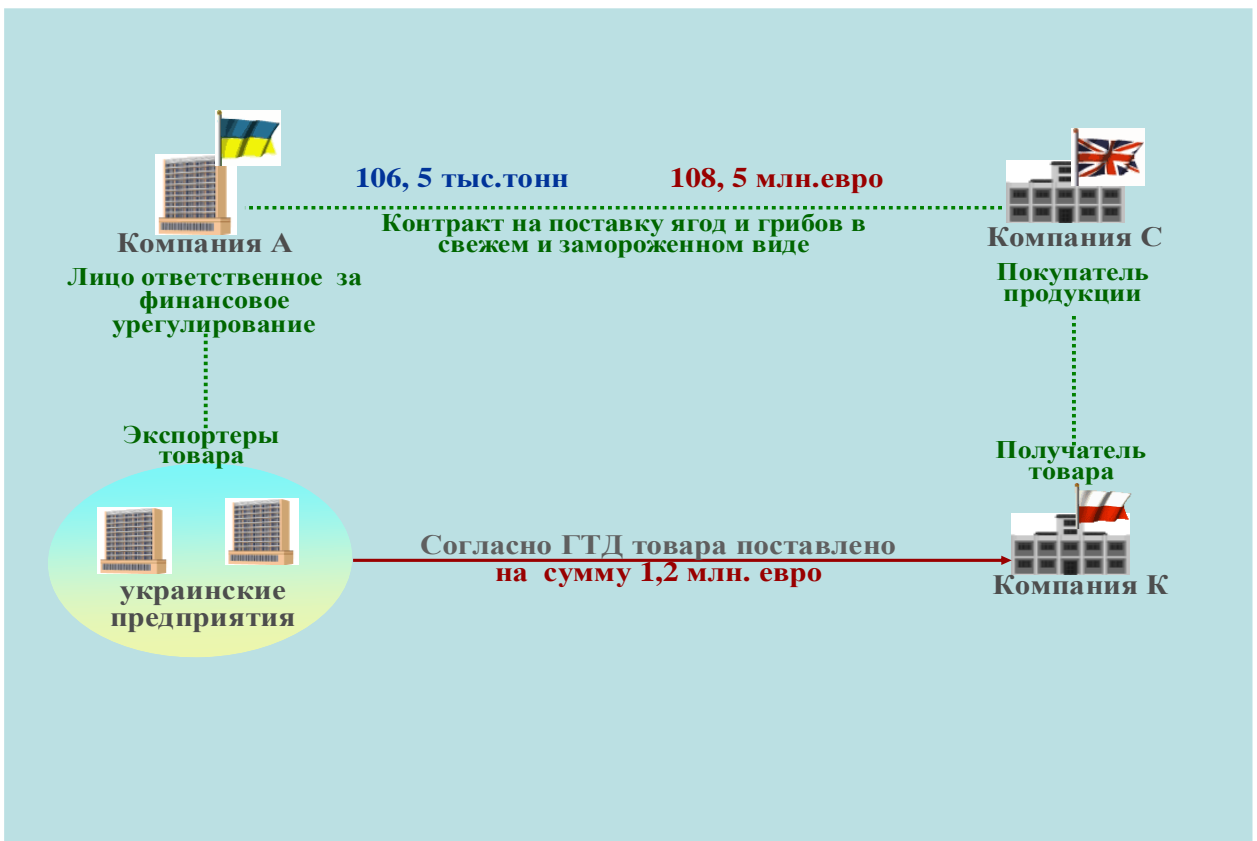 106, 5 тыс.тонн
108, 5 млн.евро
Контракт на поставку ягод и грибов в
свежем и замороженном виде
Компания А
Лицо ответственное за
финансовое
урегулирование
Компания С
Покупатель
продукции
Экспортеры
товара
украинские
предприятия
Согласно ГТД товара поставлено
на сумму 1,2 млн. евро
Получатель
товара
Компания К